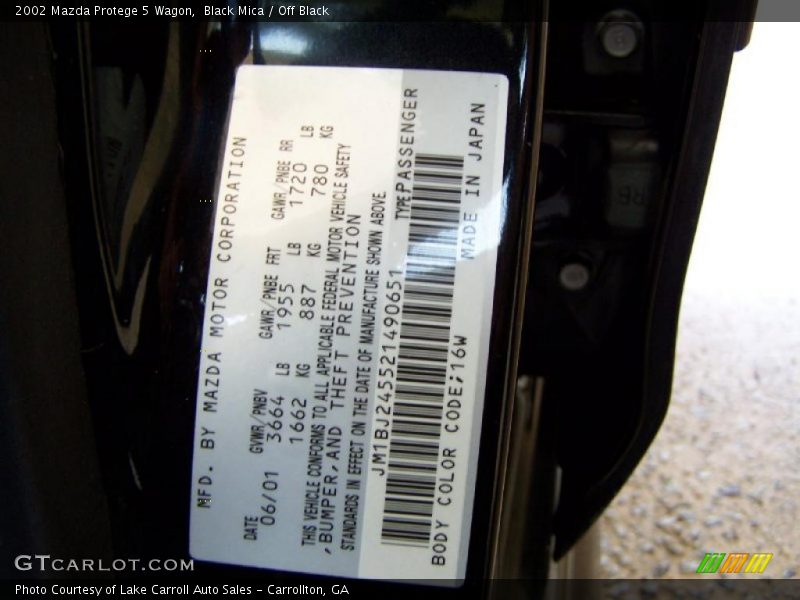 2002 Mazda Protege 5 Wagon,  Black Mica / Off Black
MFD. BY MAZDA MOTOR CORPORATION
DATE GVWR/PNBV GAWR/PNBE FRT GAWR/PNBE RR
06/01 3664 LB 1955 LB 1720 LB
1662 KG 887 KG 780 KG
THIS VEHICLE CONFORMS TO ALL APPLICABLE FEDERAL MOTOR VEHICLE SAFETY
,BUMPER,AND THEFT PREVENTION
STANDARDS IN EFFECT ON THE DATE OF MANUFACTURE SHOWN ABOVE.
JM1BJ245521490651 TYPE PASSENGER
BODY COLOR CODE;16W MADE IN JAPAN
GTCARLOT.COM
Photo Courtesy of Lake Carroll Auto Sales – Carrollton, GA